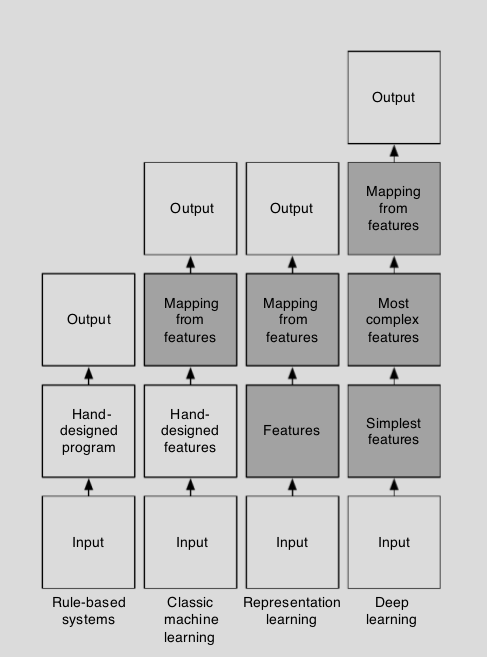 Output
Mapping
from
features
Output
Output
Most
complex
features
Mapping
from
features
Mapping
from
features
Output
Simplest
features
Features
Hand-
designed
features
Hand-
designed
program
Input
Input
Input
Input
Rule-based
systems
Classic
machine
learning
Representation
learning
Deep
learning